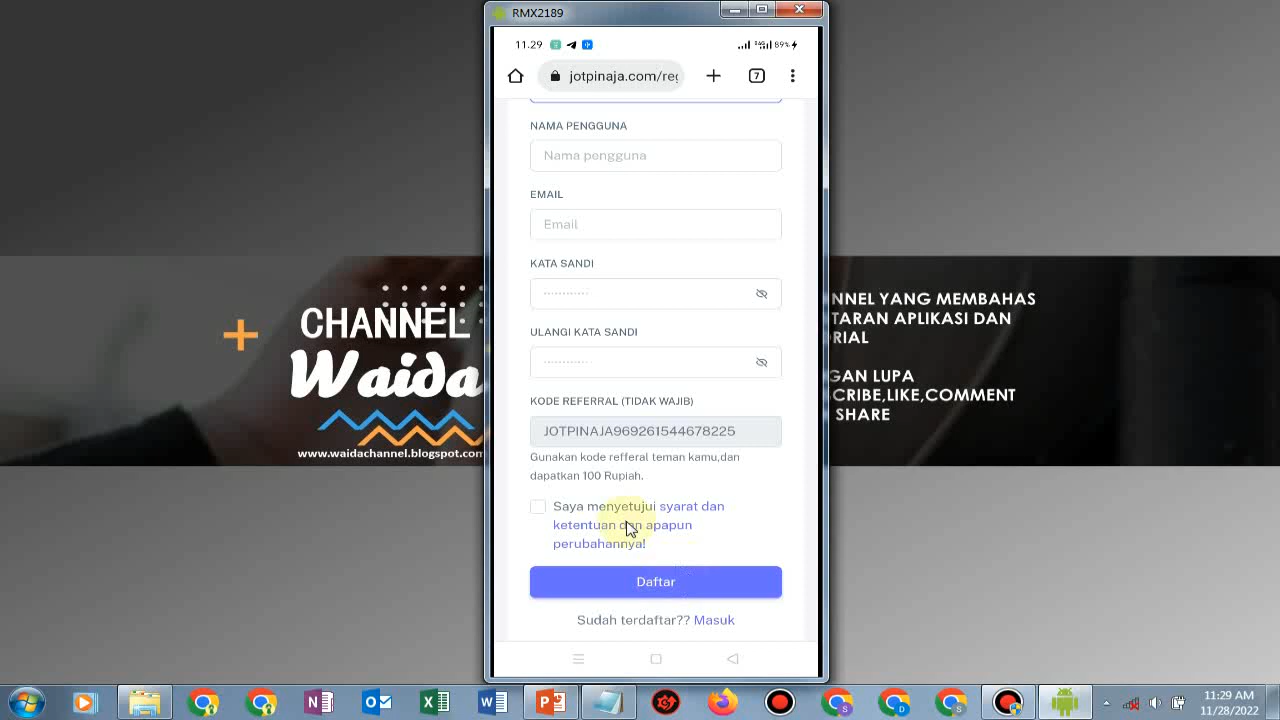 RMX2189
11.29
89%
jotpinaja.com/reg
7
NAMA PENGGUNA
Nama pengguna
EMAIL
Email
KATA SANDI
ULANGI KATA SANDI
KODE REFERRAL (TIDAK WAJIB)
JOTPINAJA969261544678225
Gunakan kode refferal teman kamu,dan
dapatkan 100 Rupiah.
Saya menyetujui syarat dan
ketentuan dan apapun
perubahannya!
Daftar
Sudah terdaftar?? Masuk
CHANNEL
Waida
www.waidachannel.blogspot.com
NNEL YANG MEMBAHAS
TARAN APLIKASI DAN
RIAL
GAN LUPA
CRIBE,LIKE,COMMENT
SHARE
11:29 AM
11/28/2022